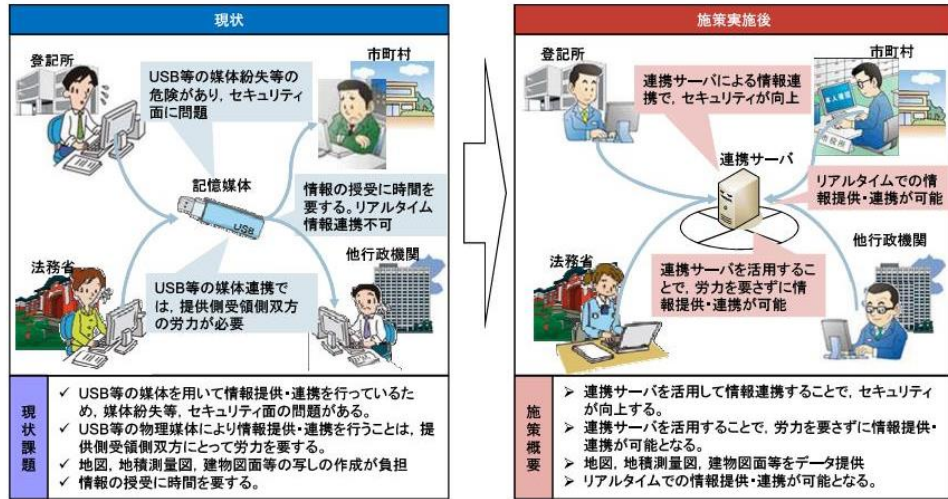 現状
登記所
市町村
USB等の媒体紛失等の
危険があり，セキュリティ
面に問題
記憶媒体
USB
情報の授受に時間を
要する。リアルタイム
情報連携不可
法務省
他行政機関
USB等の媒体連携で
は，提供側受領側双方
の労力が必要
現状課題
✓ USB等の媒体を用いて情報提供・連携を行っているた
め，媒体紛失等，セキュリティ面の問題がある。
✓ USB等の物理媒体により情報提供・連携を行うことは，提
供側受領側双方にとって労力を要する。
✓ 地図，地積測量図，建物図面等の写しの作成が負担
✓ 情報の授受に時間を要する。
施策実施後
登記所
市町村
連携サーバによる情報連
携で，セキュリティが向上
本人確認
市役所
連携サーバ
リアルタイムでの情
報提供・連携が可能
法務省
他行政機関
連携サーバを活用するこ
とで，労力を要さずに情
報提供・連携が可能
施策概要
➢ 連携サーバを活用して情報連携することで，セキュリティ
が向上する。
➢ 連携サーバを活用することで，労力を要さずに情報提供・
連携が可能となる。
➢ 地図，地積測量図，建物図面等をデータ提供
➢ リアルタイムでの情報提供・連携が可能となる。